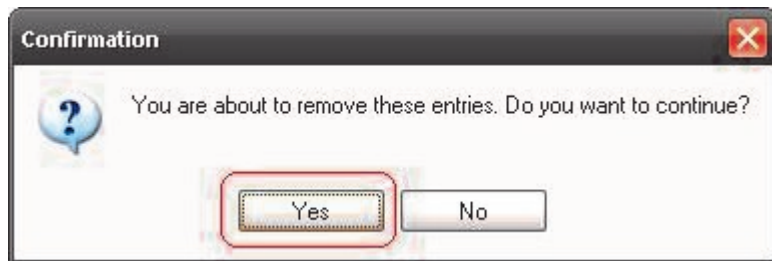 Confirmation
You are about to remove these entries. Do you want to continue?
Yes No